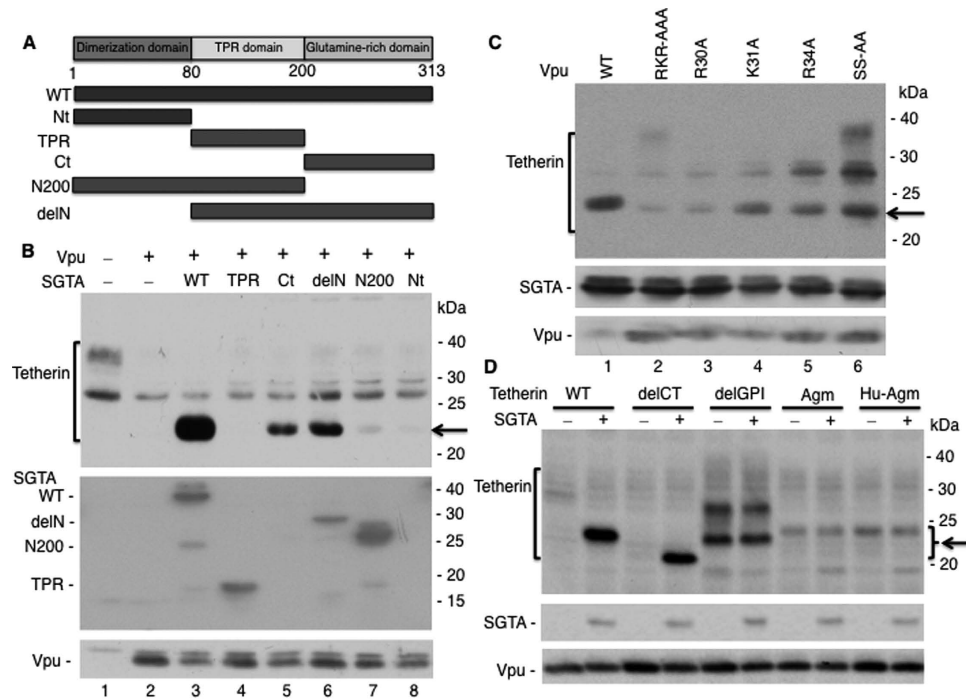 A
Dimerization domain TPR domain Glutamine-rich domain
1 80 200 313
WT
Nt
TPR
Ct
N200
delN
B
Vpu – + + + + + + +
SGTA – – WT TPR Ct delN N200 Nt
kDa
Tetherin
- 40
- 30
- 25
- 20
SGTA
WT -
delN -
N200 -
TPR -
- 40
- 30
- 25
- 20
- 15
Vpu -
1 2 3 4 5 6 7 8
C
Vpu WT RKR-AAA R30A K31A R34A SS-AA
kDa
Tetherin
- 40
- 30
- 25
- 20
SGTA -
Vpu -
1 2 3 4 5 6
D
Tetherin WT delCT delGPI Agm Hu-Agm
SGTA – + – + – + – + – +
kDa
Tetherin
- 40
- 30
- 25
- 20
SGTA -
Vpu -